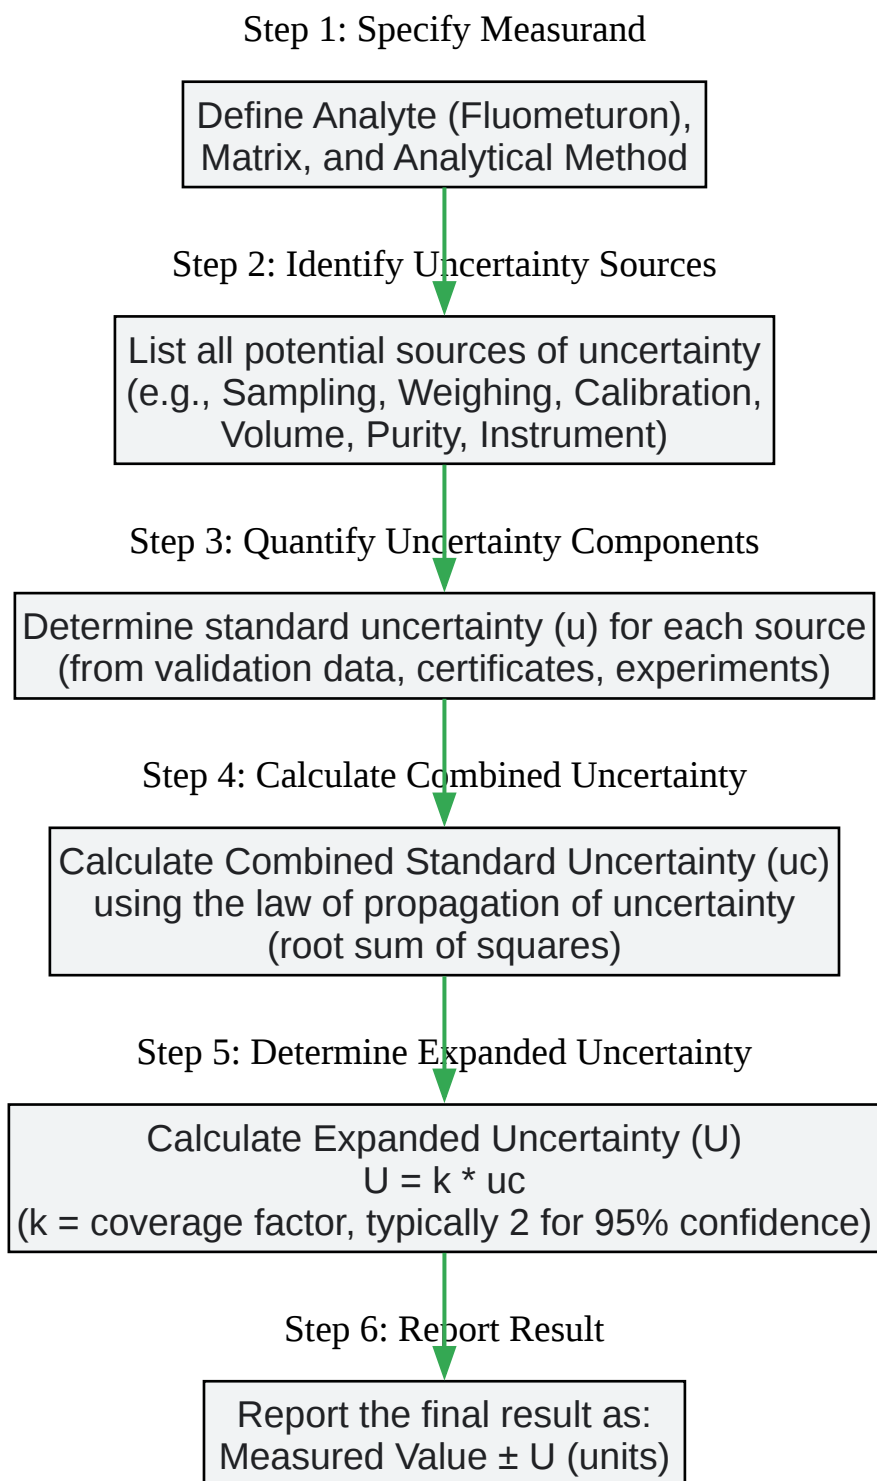 Step 1: Specify Measurand
Define Analyte (Fluometuron),
Matrix, and Analytical Method
Step 2: Identify Uncertainty Sources
List all potential sources of uncertainty
(e.g., Sampling, Weighing, Calibration,
Volume, Purity, Instrument)
Step 3: Quantify Uncertainty Components
Determine standard uncertainty (u) for each source
(from validation data, certificates, experiments)
Step 4: Calculate Combined Uncertainty
Calculate Combined Standard Uncertainty (uc)
using the law of propagation of uncertainty
(root sum of squares)
Step 5: Determine Expanded Uncertainty
Calculate Expanded Uncertainty (U)
U = k * uc
(k = coverage factor, typically 2 for 95% confidence)
Step 6: Report Result
Report the final result as:
Measured Value ± U (units)